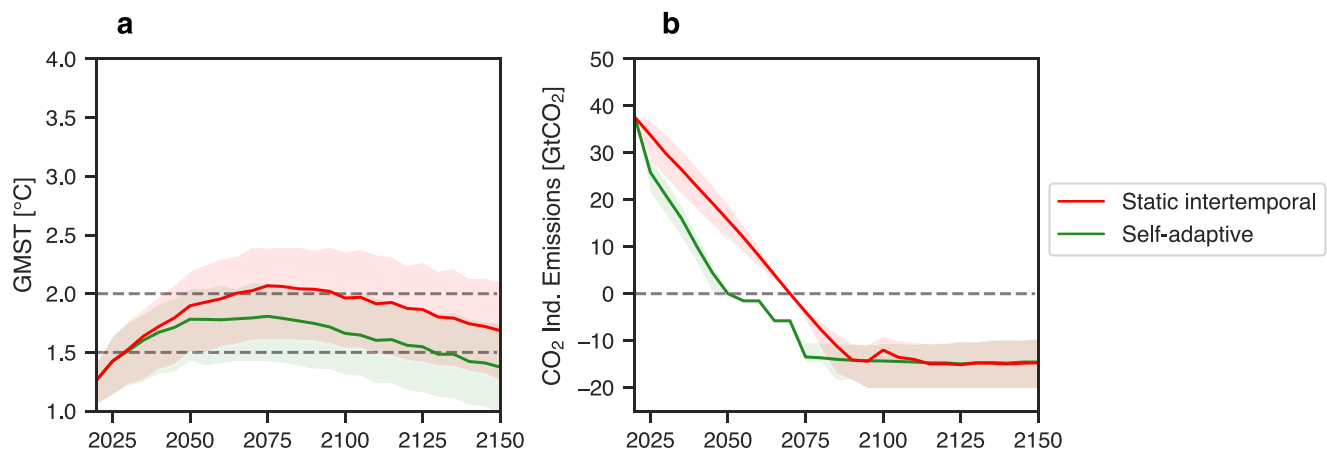 a
b
GMST [°C]
4.0
3.5
3.0
2.5
2.0
1.5
1.0
2025 2050 2075 2100 2125 2150
CO₂ Ind. Emissions [GtCO₂]
50
40
30
20
10
0
−10
−20
2025 2050 2075 2100 2125 2150
Static intertemporal
Self-adaptive